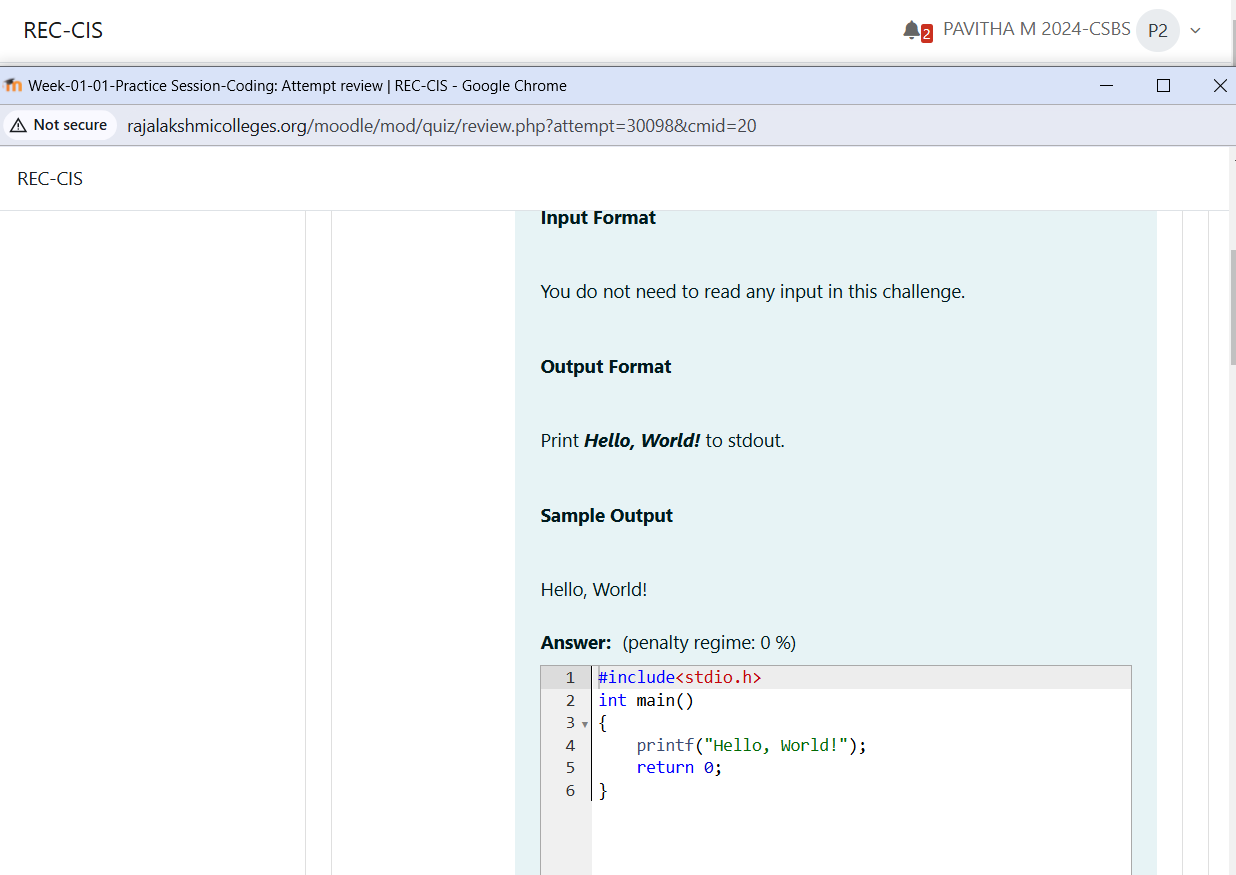 REC-CIS
2 PAVITHA M 2024-CSBS P2
Week-01-01-Practice Session-Coding: Attempt review | REC-CIS - Google Chrome
Not secure rajalakshmicolleges.org/moodle/mod/quiz/review.php?attempt=30098&cmid=20
REC-CIS
Input Format
You do not need to read any input in this challenge.
Output Format
Print Hello, World! to stdout.
Sample Output
Hello, World!
Answer: (penalty regime: 0 %)
1 #include<stdio.h>
2 int main()
3 {
4     printf("Hello, World!");
5     return 0;
6 }